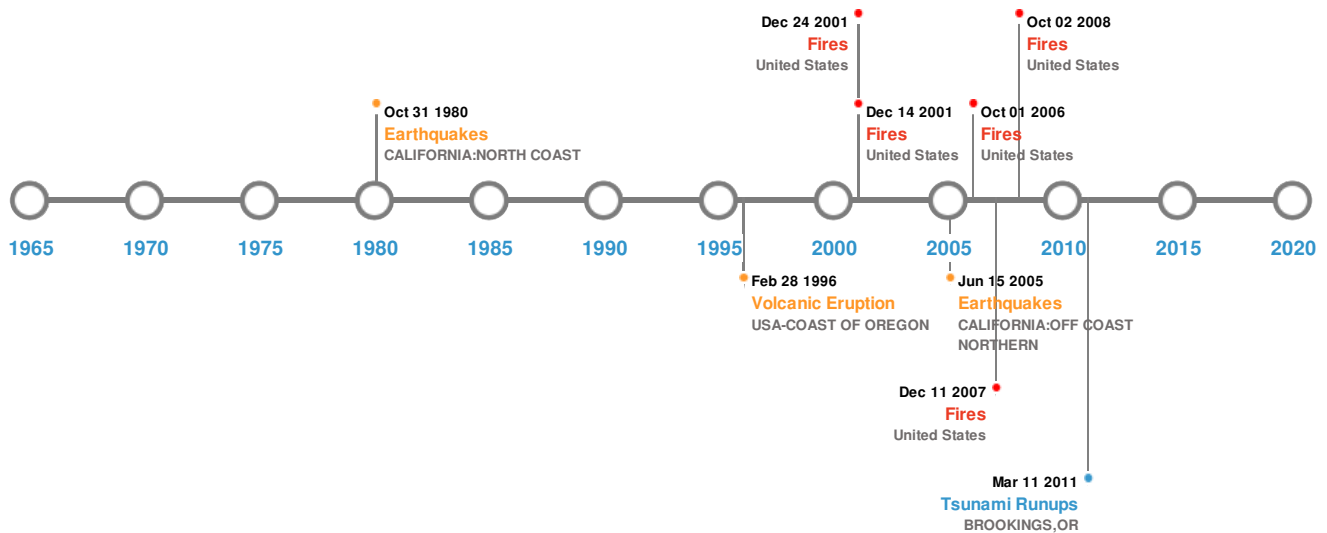 Dec 24 2001
Fires
United States
Oct 02 2008
Fires
United States
Oct 31 1980
Earthquakes
CALIFORNIA:NORTH COAST
Dec 14 2001
Fires
United States
Oct 01 2006
Fires
United States
1965 1970 1975 1980 1985 1990 1995 2000 2005 2010 2015 2020
Feb 28 1996
Volcanic Eruption
USA-COAST OF OREGON
Jun 15 2005
Earthquakes
CALIFORNIA:OFF COAST
NORTHERN
Dec 11 2007
Fires
United States
Mar 11 2011
Tsunami Runups
BROOKINGS,OR